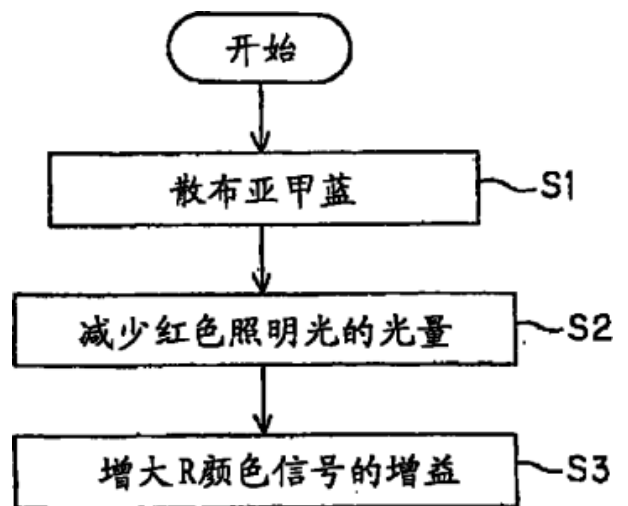 开始
散布亚甲蓝
S1
减少红色照明光的光量
S2
增大R颜色信号的增益
S3